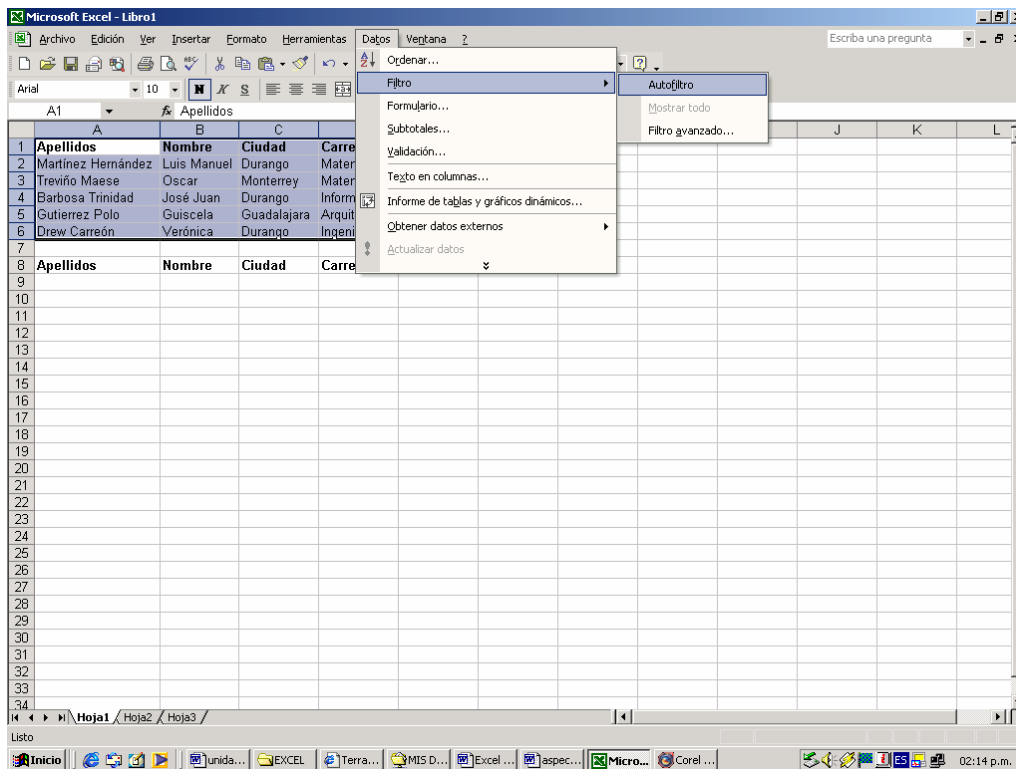 Microsoft Excel - Libro1
Archivo Edición Ver Insertar Formato Herramientas Datos Ventana ?
Escriba una pregunta
Arial 10 N K S
A1 fx Apellidos
Ordenar...
Filtro
Formulario...
Subtotales...
Validación...
Texto en columnas...
Informe de tablas y gráficos dinámicos...
Obtener datos externos
Actualizar datos
Autofiltro
Mostrar todo
Filtro avanzado...
A B C J K L
1 Apellidos Nombre Ciudad Carre
2 Martínez Hernández Luis Manuel Durango Mater
3 Treviño Maese Oscar Monterrey Mater
4 Barbosa Trinidad José Juan Durango Inform
5 Gutierrez Polo Guiscela Guadalajara Arquit
6 Drew Carreón Verónica Durango Ingeni
7
8 Apellidos Nombre Ciudad Carre
9
10
11
12
13
14
15
16
17
18
19
20
21
22
23
24
25
26
27
28
29
30
31
32
33
34
Hoja1 Hoja2 Hoja3
Listo
Inicio unida... EXCEL Terra... MIS D... Excel ... aspec... Micro... Corel ... ES 02:14 p.m.